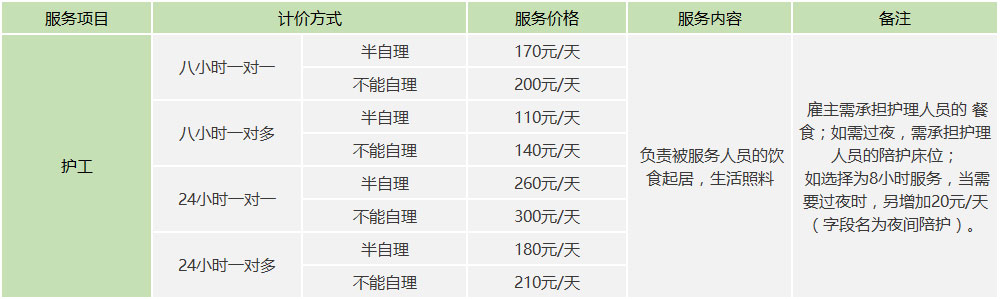 服务项目 计价方式 服务价格 服务内容 备注
护工
八小时一对一
半自理 170元/天
不能自理 200元/天
八小时一对多
半自理 110元/天
不能自理 140元/天
24小时一对一
半自理 260元/天
不能自理 300元/天
24小时一对多
半自理 180元/天
不能自理 210元/天
负责被服务人员的饮
食起居，生活照料
雇主需承担护理人员的 餐
食；如需过夜，需承担护理
人员的陪护床位；
如选择为8小时服务，当需
要过夜时，另增加20元/天
（字段名为夜间陪护）。